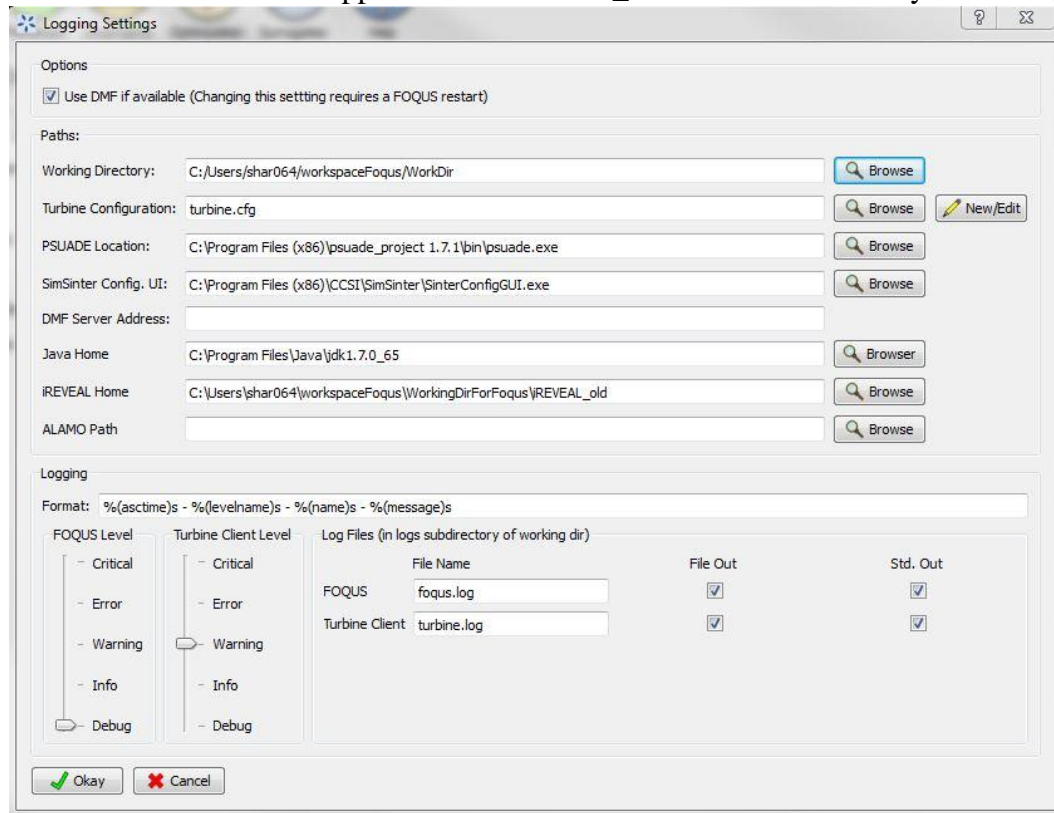 Logging Settings
Options
Use DMF if available (Changing this settting requires a FOQUS restart)
Paths:
Working Directory: C:/Users/shar064/workspaceFoqus/WorkDir Browse
Turbine Configuration: turbine.cfg Browse New/Edit
PSUADE Location: C:\Program Files (x86)\psuade_project 1.7.1\bin\psuade.exe Browse
SimSinter Config. UI: C:\Program Files (x86)\CCSI\SimSinter\SinterConfigGUI.exe Browse
DMF Server Address:
Java Home C:\Program Files\Java\jdk1.7.0_65 Browser
iREVEAL Home C:\Users\shar064\workspaceFoqus\WorkingDirForFoqus\iREVEAL_old Browse
ALAMO Path Browse
Logging
Format: %(asctime)s - %(levelname)s - %(name)s - %(message)s
FOQUS Level Turbine Client Level Log Files (in logs subdirectory of working dir)
Critical Critical File Name File Out Std. Out
FOQUS foqus.log
Error Error
Turbine Client turbine.log
Warning Warning
Info Info
Debug Debug
Okay Cancel